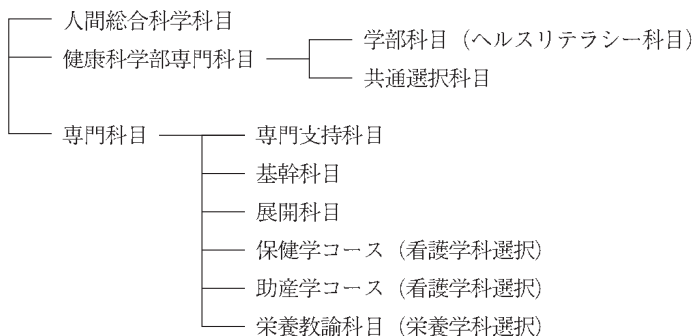 人間総合科学科目
健康科学部専門科目
学部科目（ヘルスリテラシー科目）
共通選択科目
専門科目
専門支持科目
基幹科目
展開科目
保健学コース（看護学科選択）
助産学コース（看護学科選択）
栄養教諭科目（栄養学科選択）